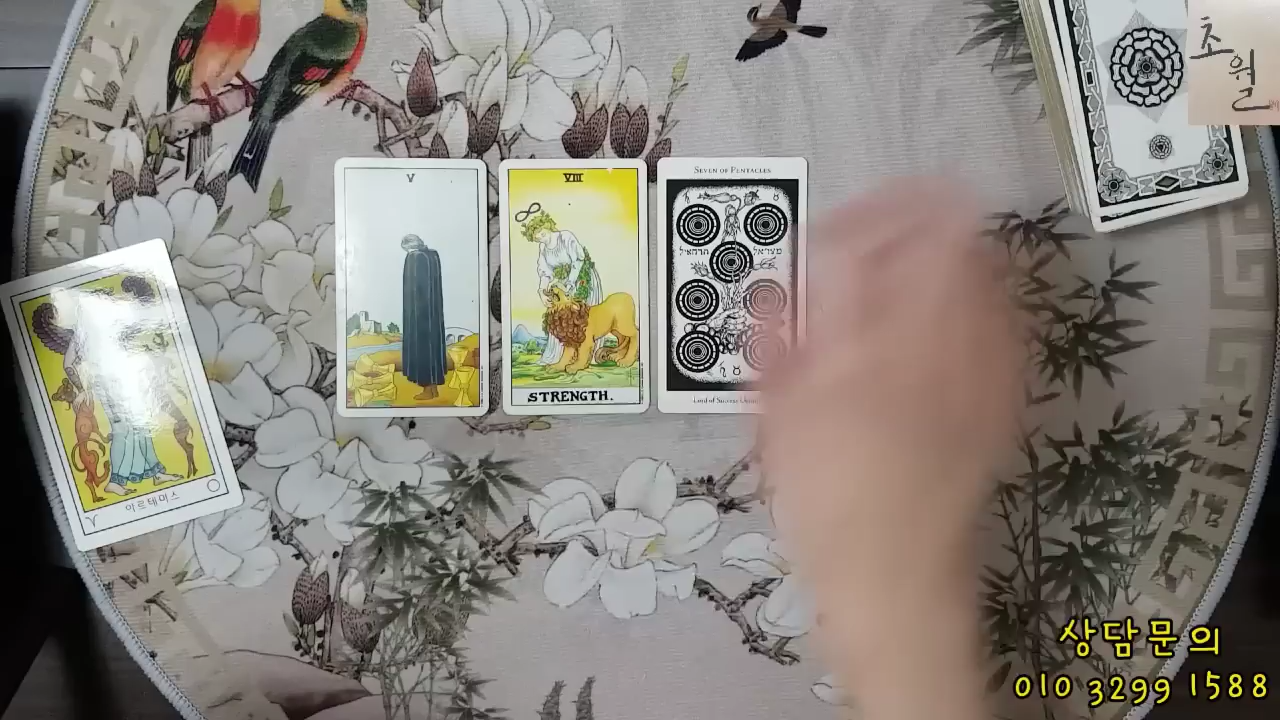 초월
V
VIII
STRENGTH.
SEVEN OF PENTACLES
아르테미스
상담문의
010 3299 1588